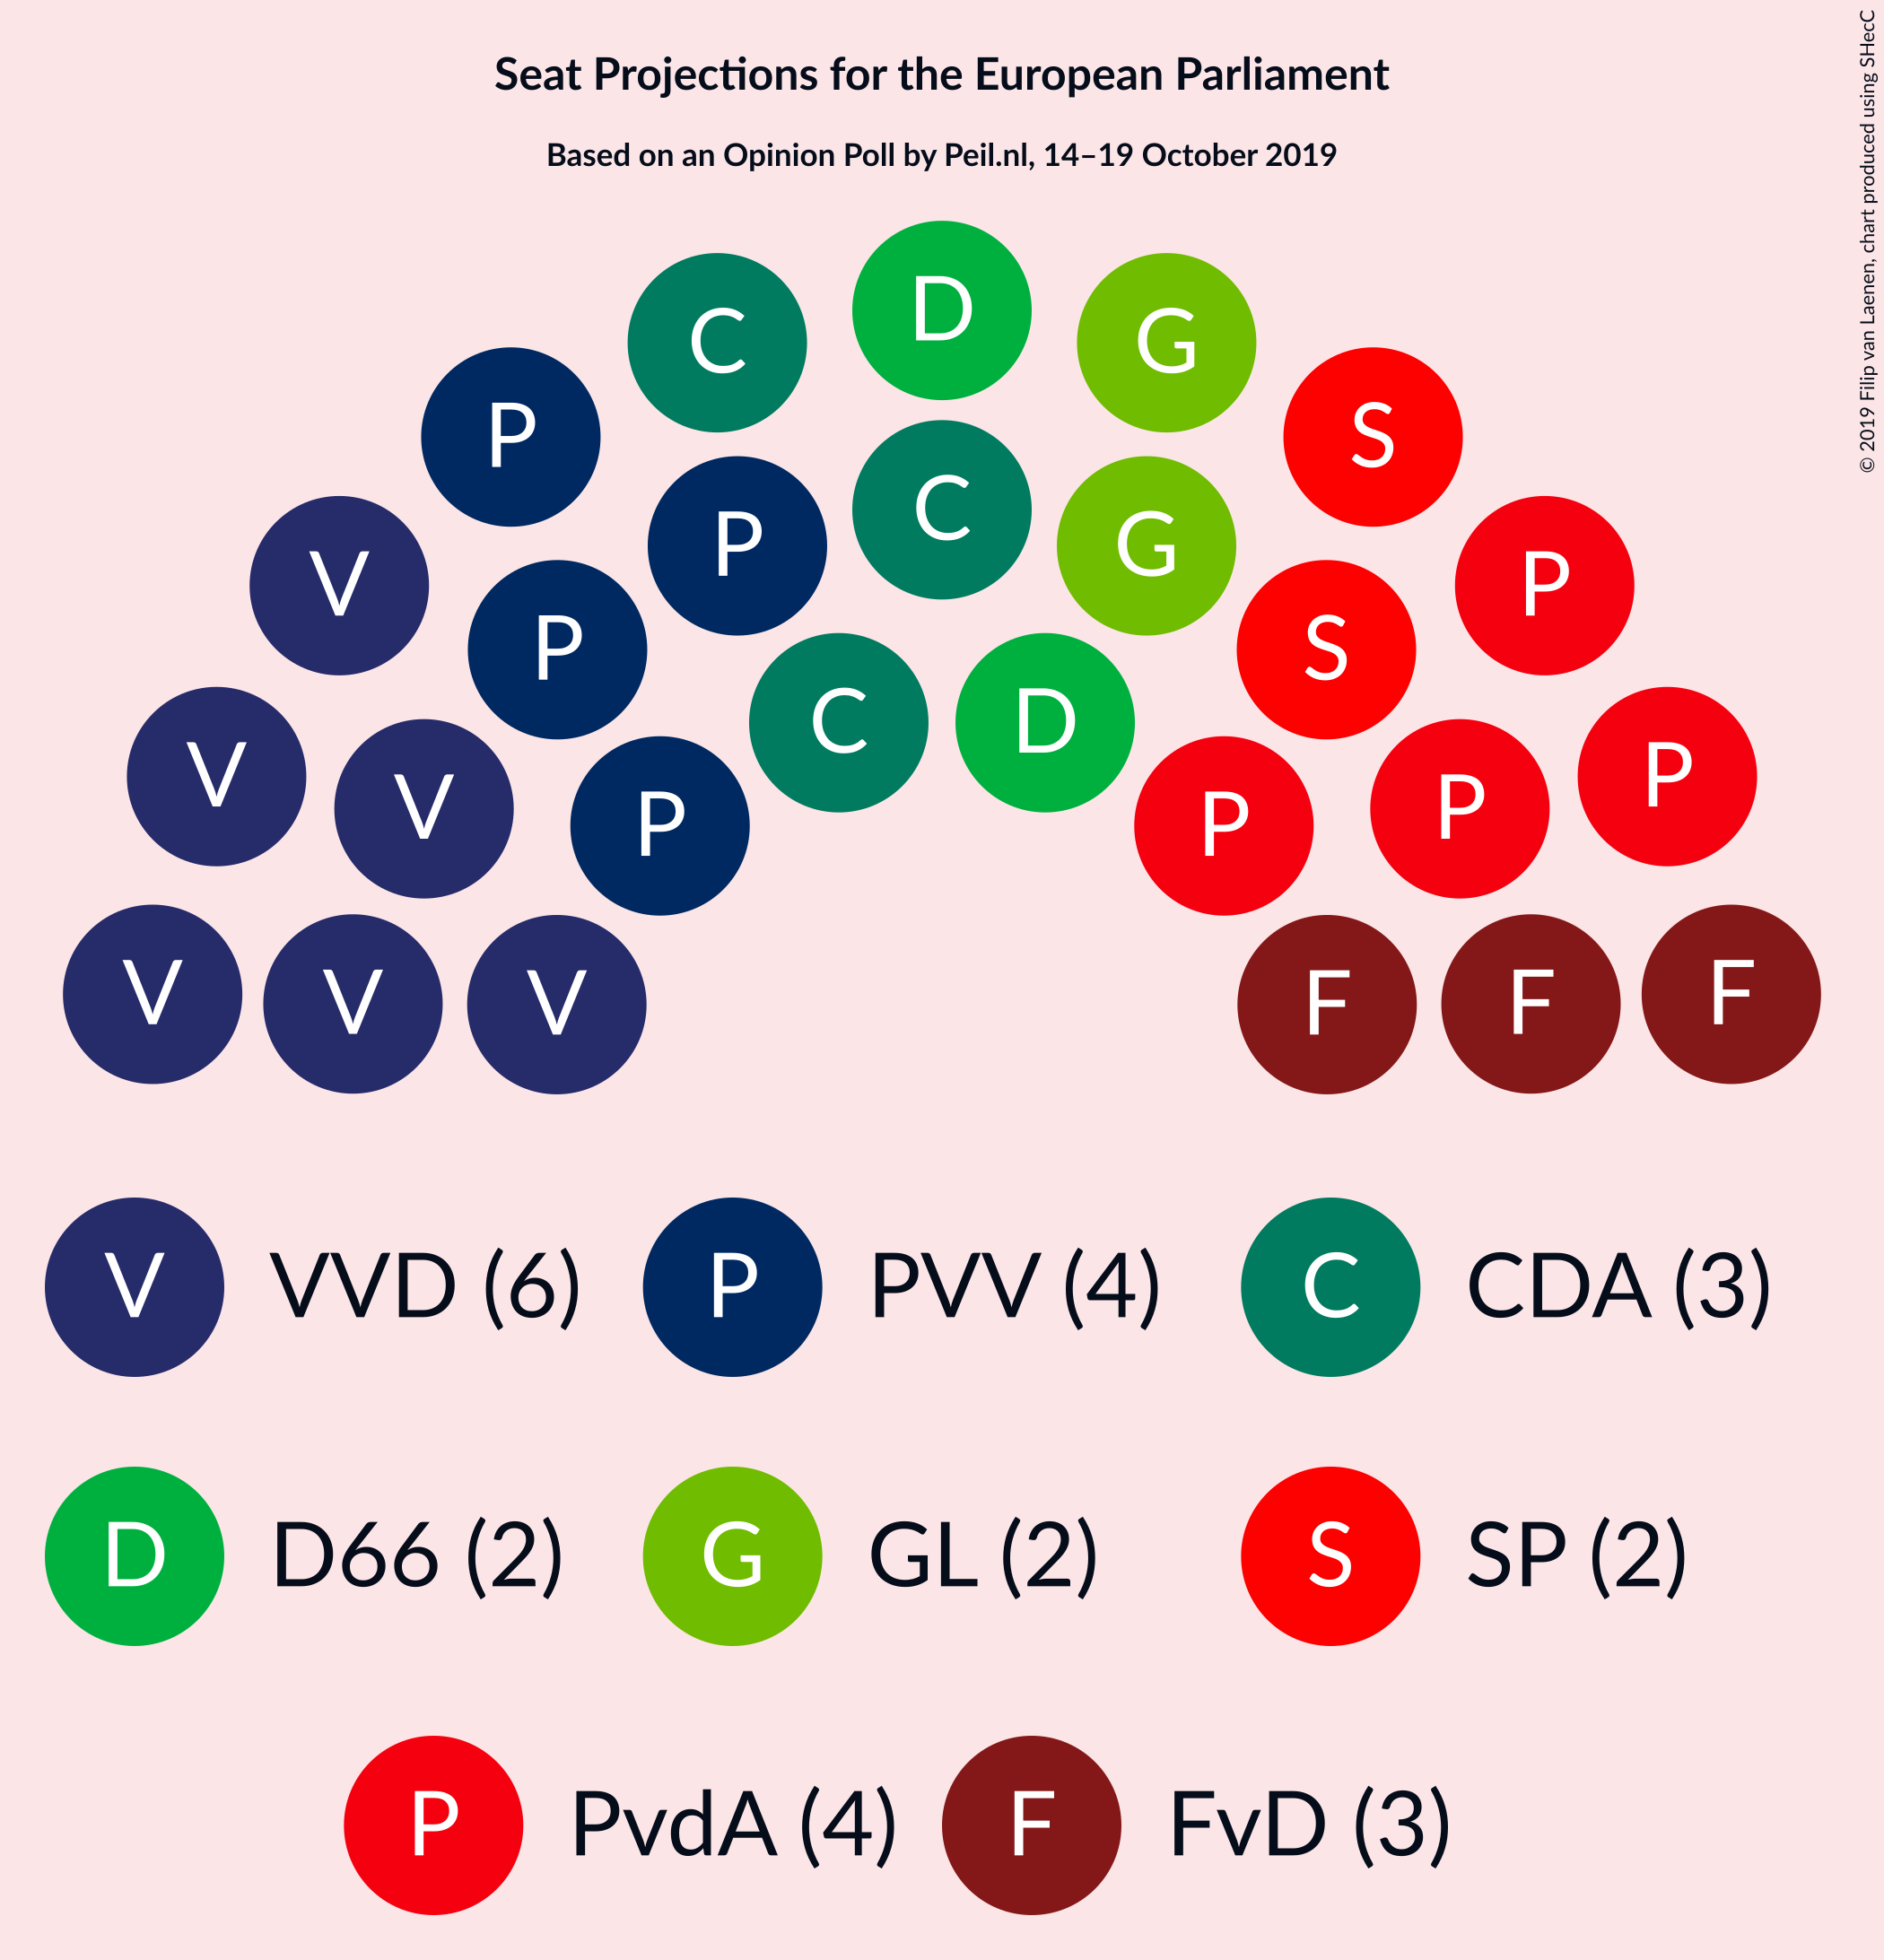 Seat Projections for the European Parliament
Based on an Opinion Poll by Peil.nl, 14–19 October 2019
© 2019 Filip van Laenen, chart produced using SHecC
D
C G
P S
C
P G
V P
P S
C D
V P
V P
P P
V F
V V F F
V VVD (6) P PVV (4) C CDA (3)
D D66 (2) G GL (2) S SP (2)
P PvdA (4) F FvD (3)